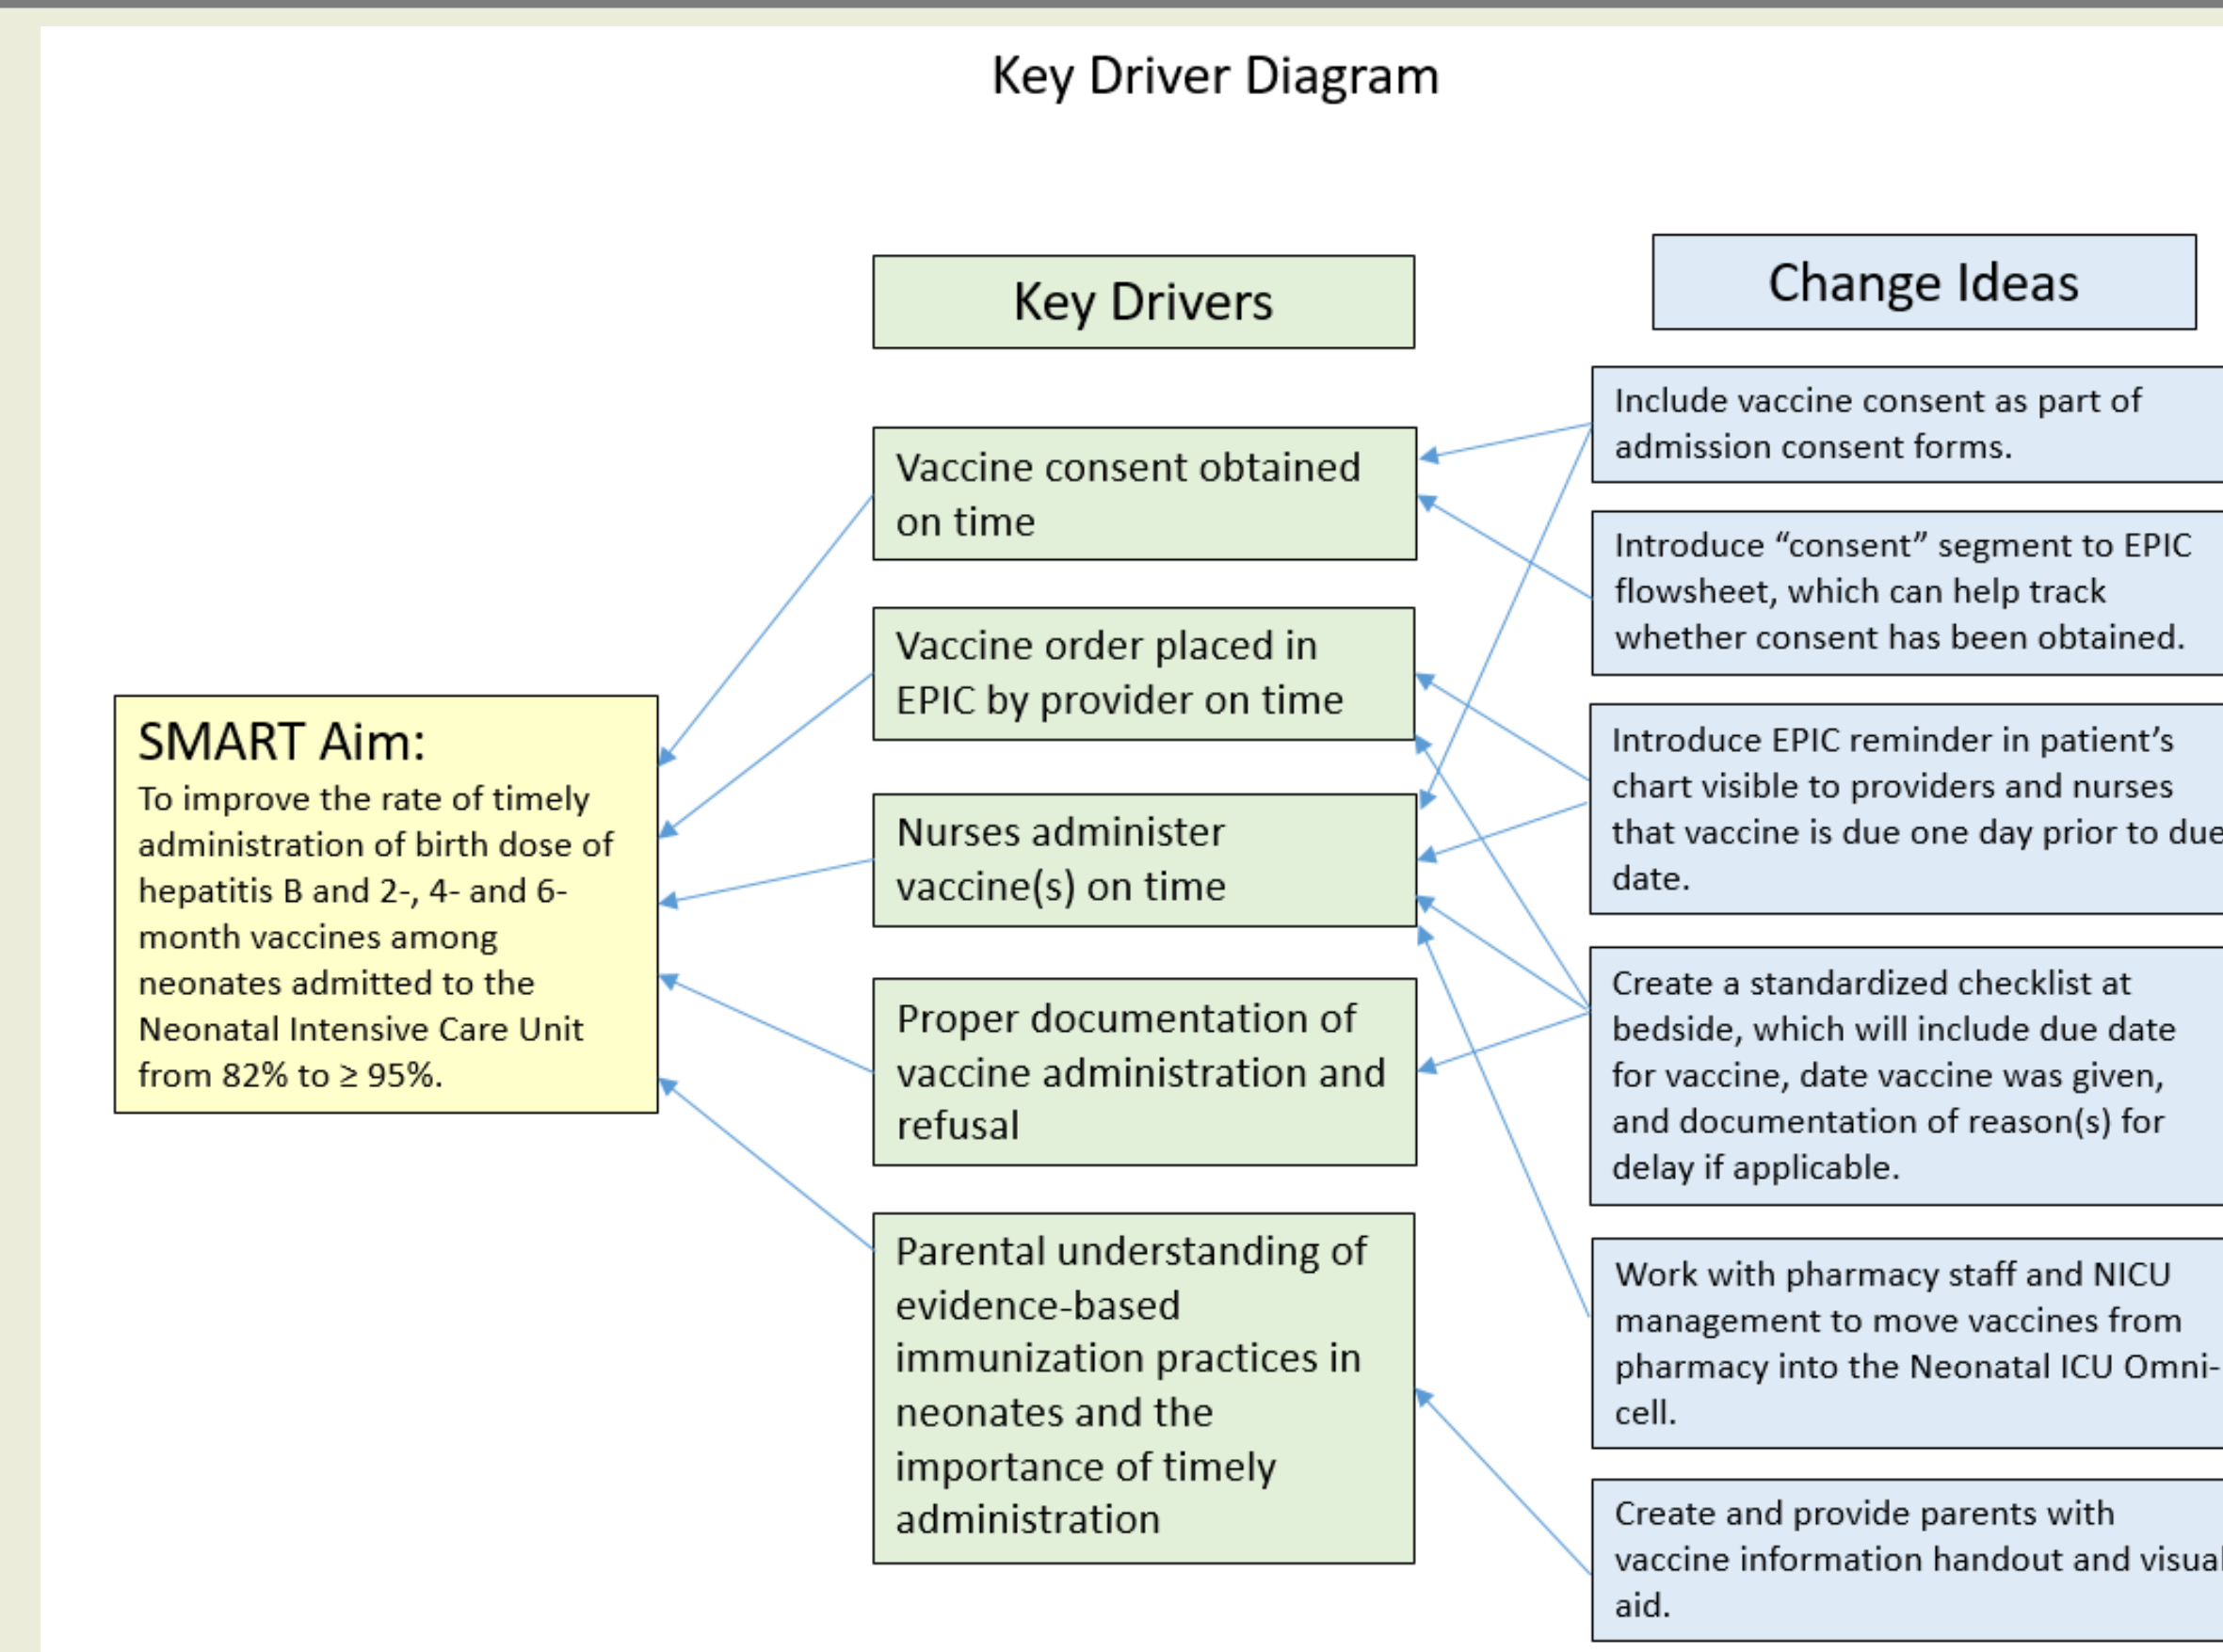 Key Driver Diagram
Key Drivers
Change Ideas
SMART Aim:
To improve the rate of timely
administration of birth dose of
hepatitis B and 2-, 4- and 6-
month vaccines among
neonates admitted to the
Neonatal Intensive Care Unit
from 82% to ≥ 95%.
Vaccine consent obtained
on time
Vaccine order placed in
EPIC by provider on time
Nurses administer
vaccine(s) on time
Proper documentation of
vaccine administration and
refusal
Parental understanding of
evidence-based
immunization practices in
neonates and the
importance of timely
administration
Include vaccine consent as part of
admission consent forms.
Introduce “consent” segment to EPIC
flowsheet, which can help track
whether consent has been obtained.
Introduce EPIC reminder in patient’s
chart visible to providers and nurses
that vaccine is due one day prior to due
date.
Create a standardized checklist at
bedside, which will include due date
for vaccine, date vaccine was given,
and documentation of reason(s) for
delay if applicable.
Work with pharmacy staff and NICU
management to move vaccines from
pharmacy into the Neonatal ICU Omni-
cell.
Create and provide parents with
vaccine information handout and visual
aid.